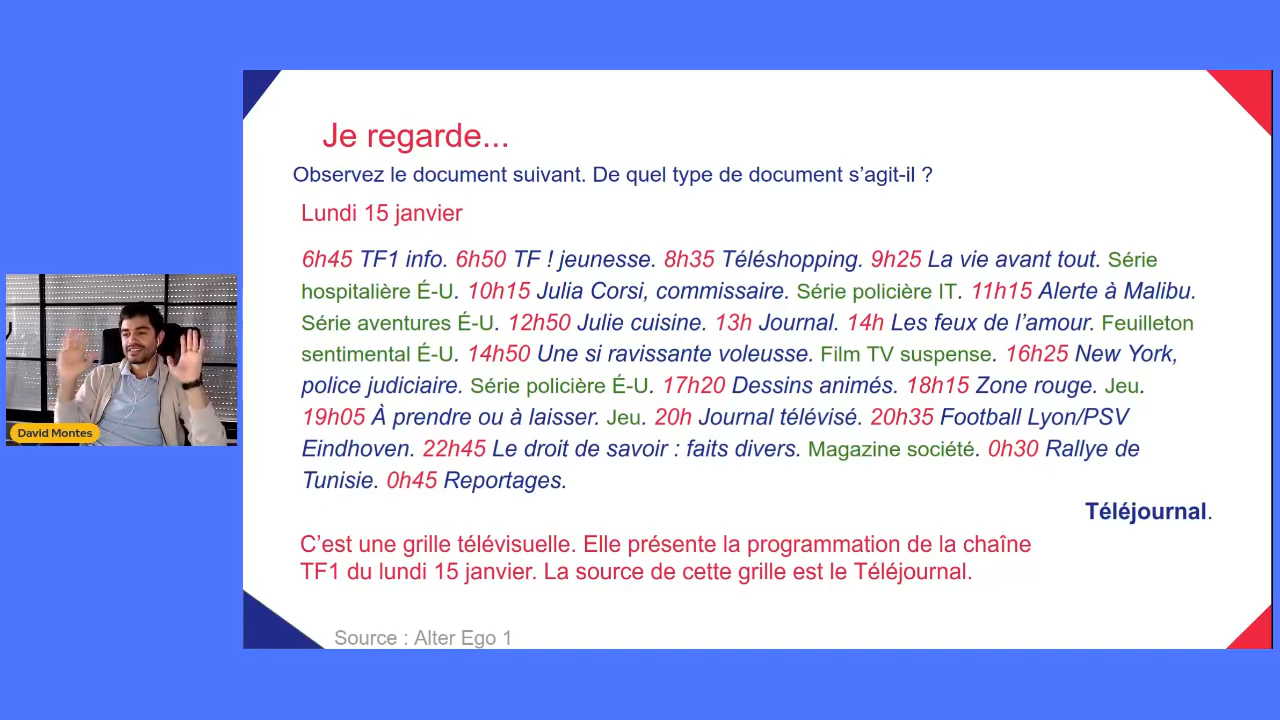 Je regarde...
Observez le document suivant. De quel type de document s’agit-il ?
Lundi 15 janvier
6h45 TF1 info. 6h50 TF ! jeunesse. 8h35 Téléshopping. 9h25 La vie avant tout. Série
hospitalière É-U. 10h15 Julia Corsi, commissaire. Série policière IT. 11h15 Alerte à Malibu.
Série aventures É-U. 12h50 Julie cuisine. 13h Journal. 14h Les feux de l’amour. Feuilleton
sentimental É-U. 14h50 Une si ravissante voleusse. Film TV suspense. 16h25 New York,
police judiciaire. Série policière É-U. 17h20 Dessins animés. 18h15 Zone rouge. Jeu.
19h05 À prendre ou à laisser. Jeu. 20h Journal télévisé. 20h35 Football Lyon/PSV
Eindhoven. 22h45 Le droit de savoir : faits divers. Magazine société. 0h30 Rallye de
Tunisie. 0h45 Reportages.
Téléjournal.
C’est une grille télévisuelle. Elle présente la programmation de la chaîne
TF1 du lundi 15 janvier. La source de cette grille est le Téléjournal.
Source : Alter Ego 1
David Montes